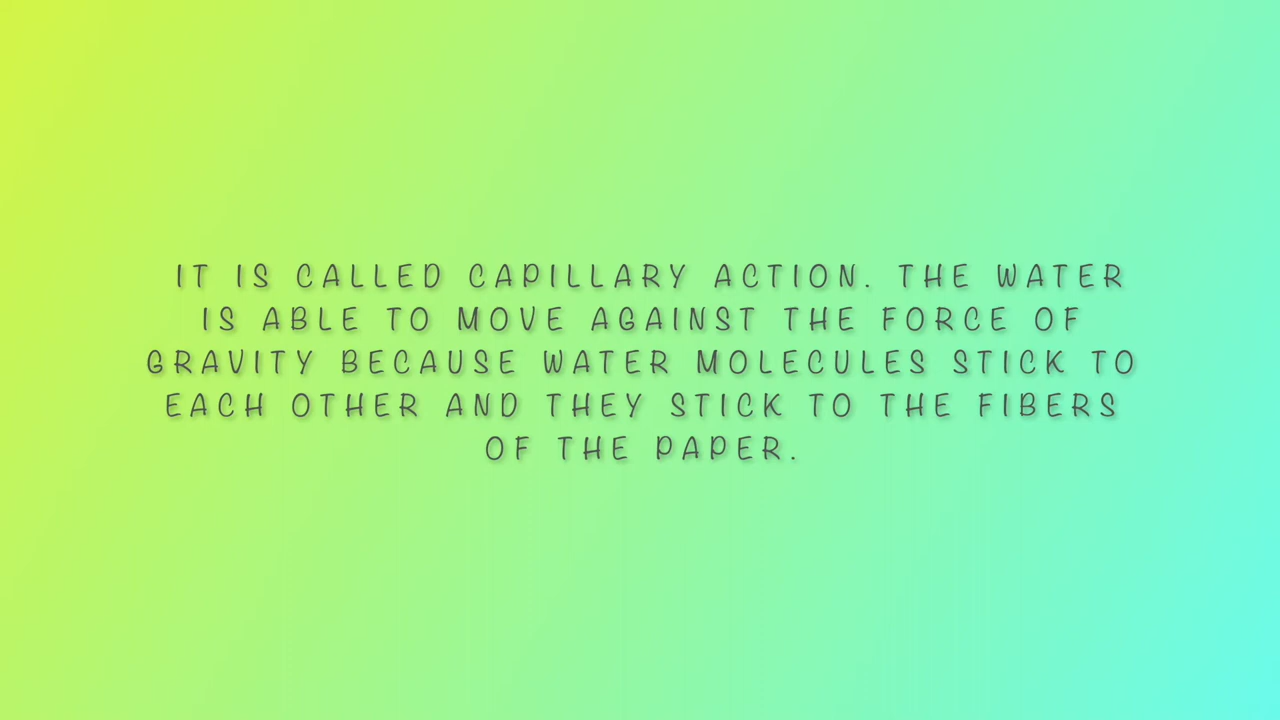 IT IS CALLED CAPILLARY ACTION. THE WATER
IS ABLE TO MOVE AGAINST THE FORCE OF
GRAVITY BECAUSE WATER MOLECULES STICK TO
EACH OTHER AND THEY STICK TO THE FIBERS
OF THE PAPER.